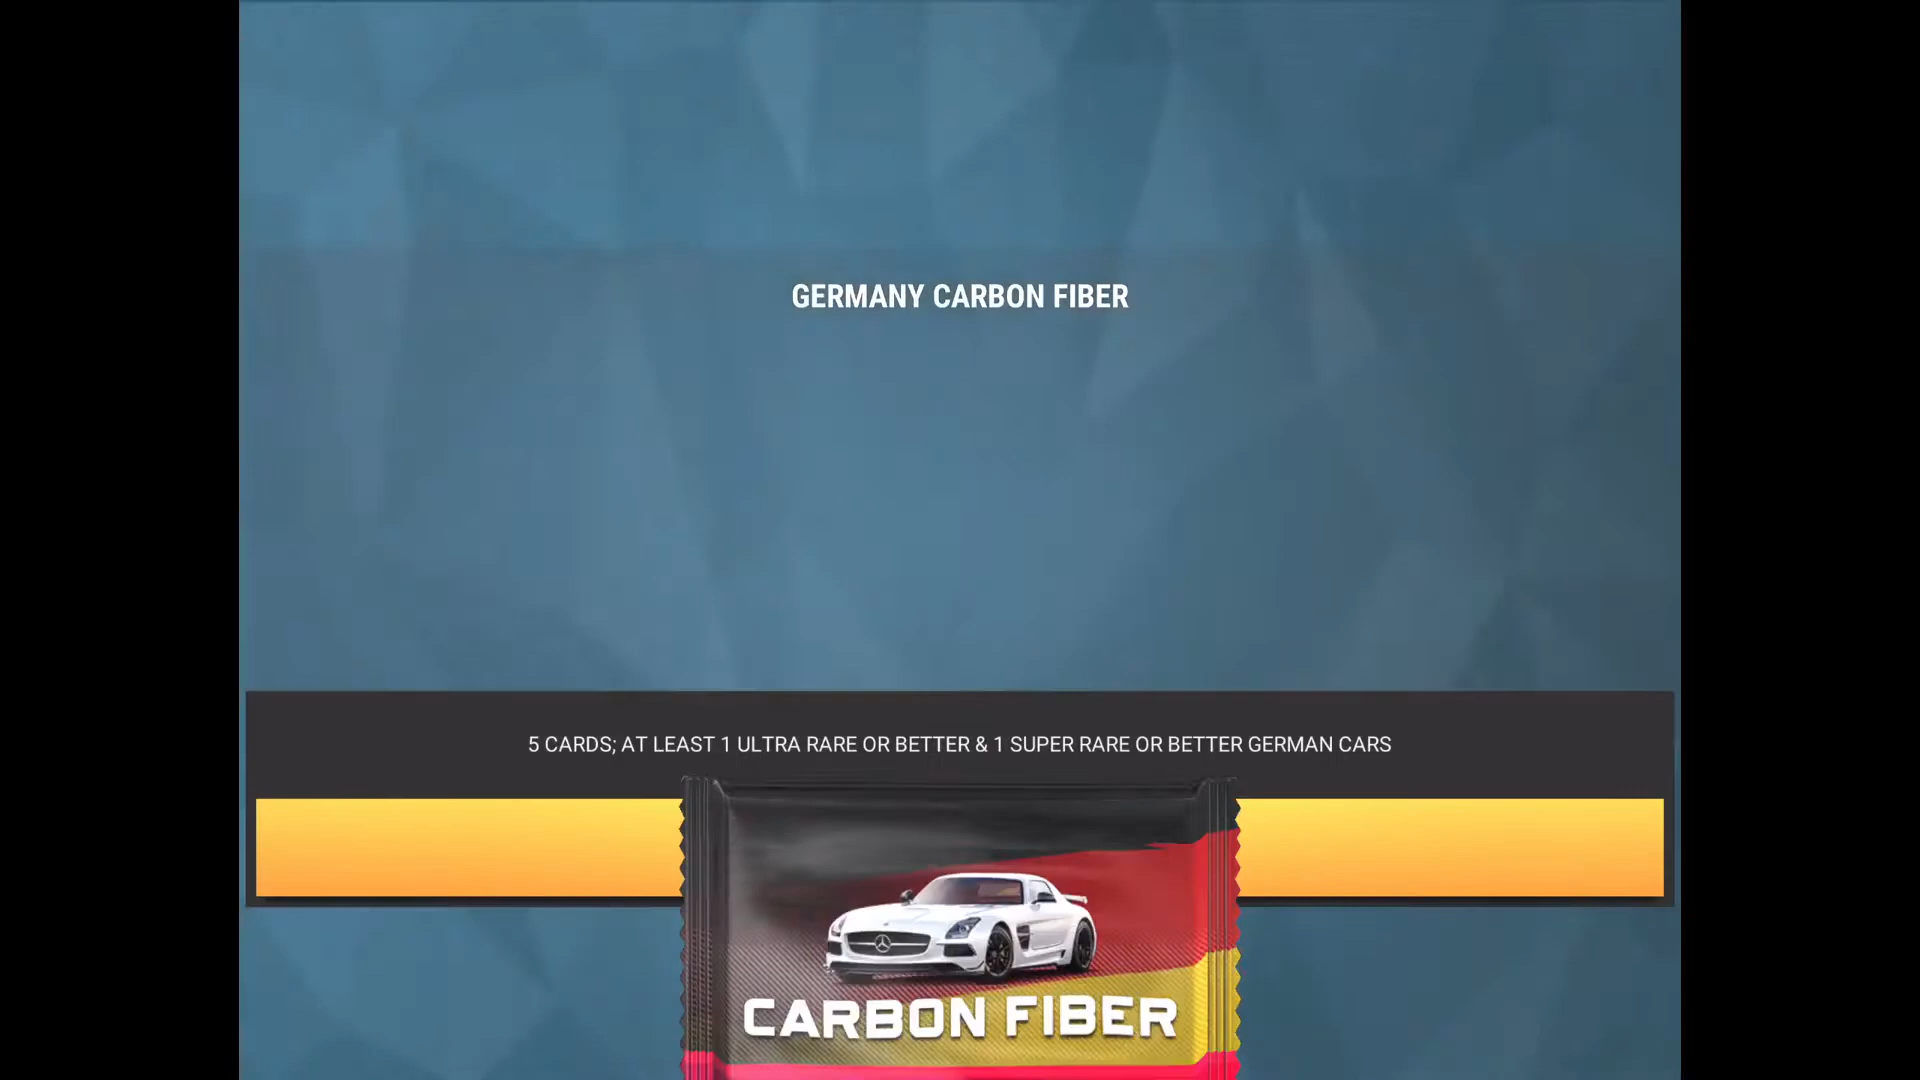 GERMANY CARBON FIBER
5 CARDS; AT LEAST 1 ULTRA RARE OR BETTER & 1 SUPER RARE OR BETTER GERMAN CARS
CARBON FIBER